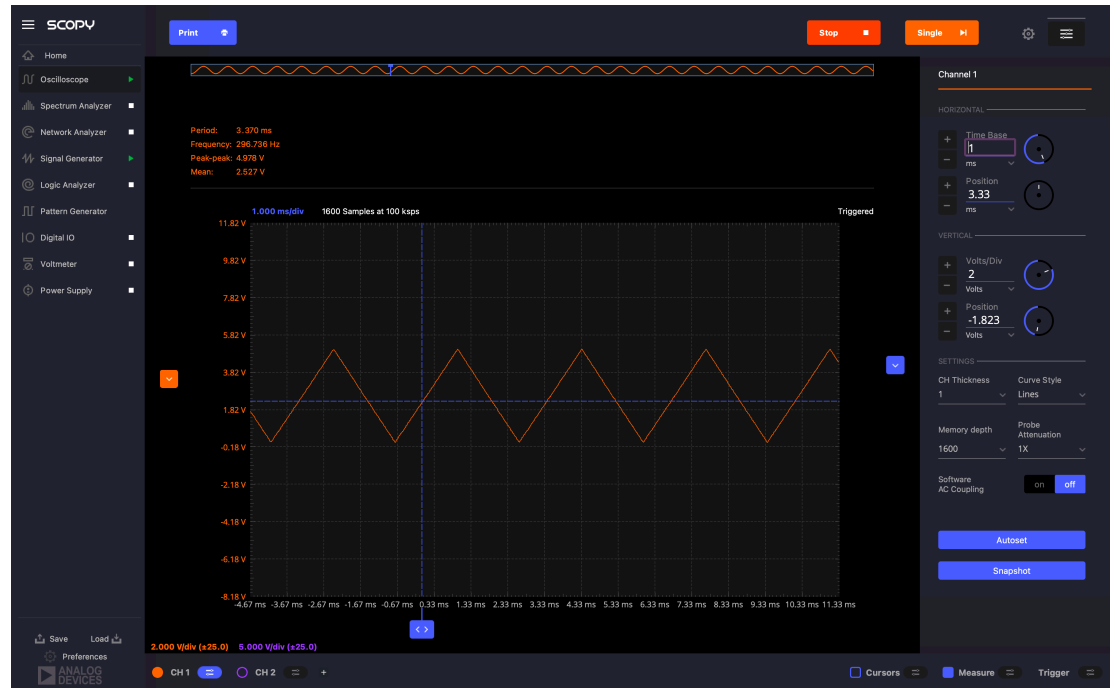 SCOPY
Home
Oscilloscope
Spectrum Analyzer
Network Analyzer
Signal Generator
Logic Analyzer
Pattern Generator
Digital IO
Voltmeter
Power Supply
Save Load
Preferences
ANALOG
DEVICES
Print
Stop
Single
Period: 3.370 ms
Frequency: 296.736 Hz
Peak-peak: 4.978 V
Mean: 2.527 V
1.000 ms/div 1600 Samples at 100 ksps Triggered
11.82 V
9.82 V
7.82 V
5.82 V
3.82 V
1.82 V
-0.18 V
-2.18 V
-4.18 V
-6.18 V
-8.18 V
-4.67 ms -3.67 ms -2.67 ms -1.67 ms -0.67 ms 0.33 ms 1.33 ms 2.33 ms 3.33 ms 4.33 ms 5.33 ms 6.33 ms 7.33 ms 8.33 ms 9.33 ms 10.33 ms 11.33 ms
2.000 V/div (±25.0) 5.000 V/div (±25.0)
CH 1 CH 2 +
Cursors Measure Trigger
Channel 1
HORIZONTAL
Time Base
+ 1
- ms
Position
+ 3.33
- ms
VERTICAL
Volts/Div
+ 2
- Volts
Position
+ -1.823
- Volts
SETTINGS
CH Thickness Curve Style
1 Lines
Memory depth Probe Attenuation
1600 1X
Software
AC Coupling on off
Autoset
Snapshot